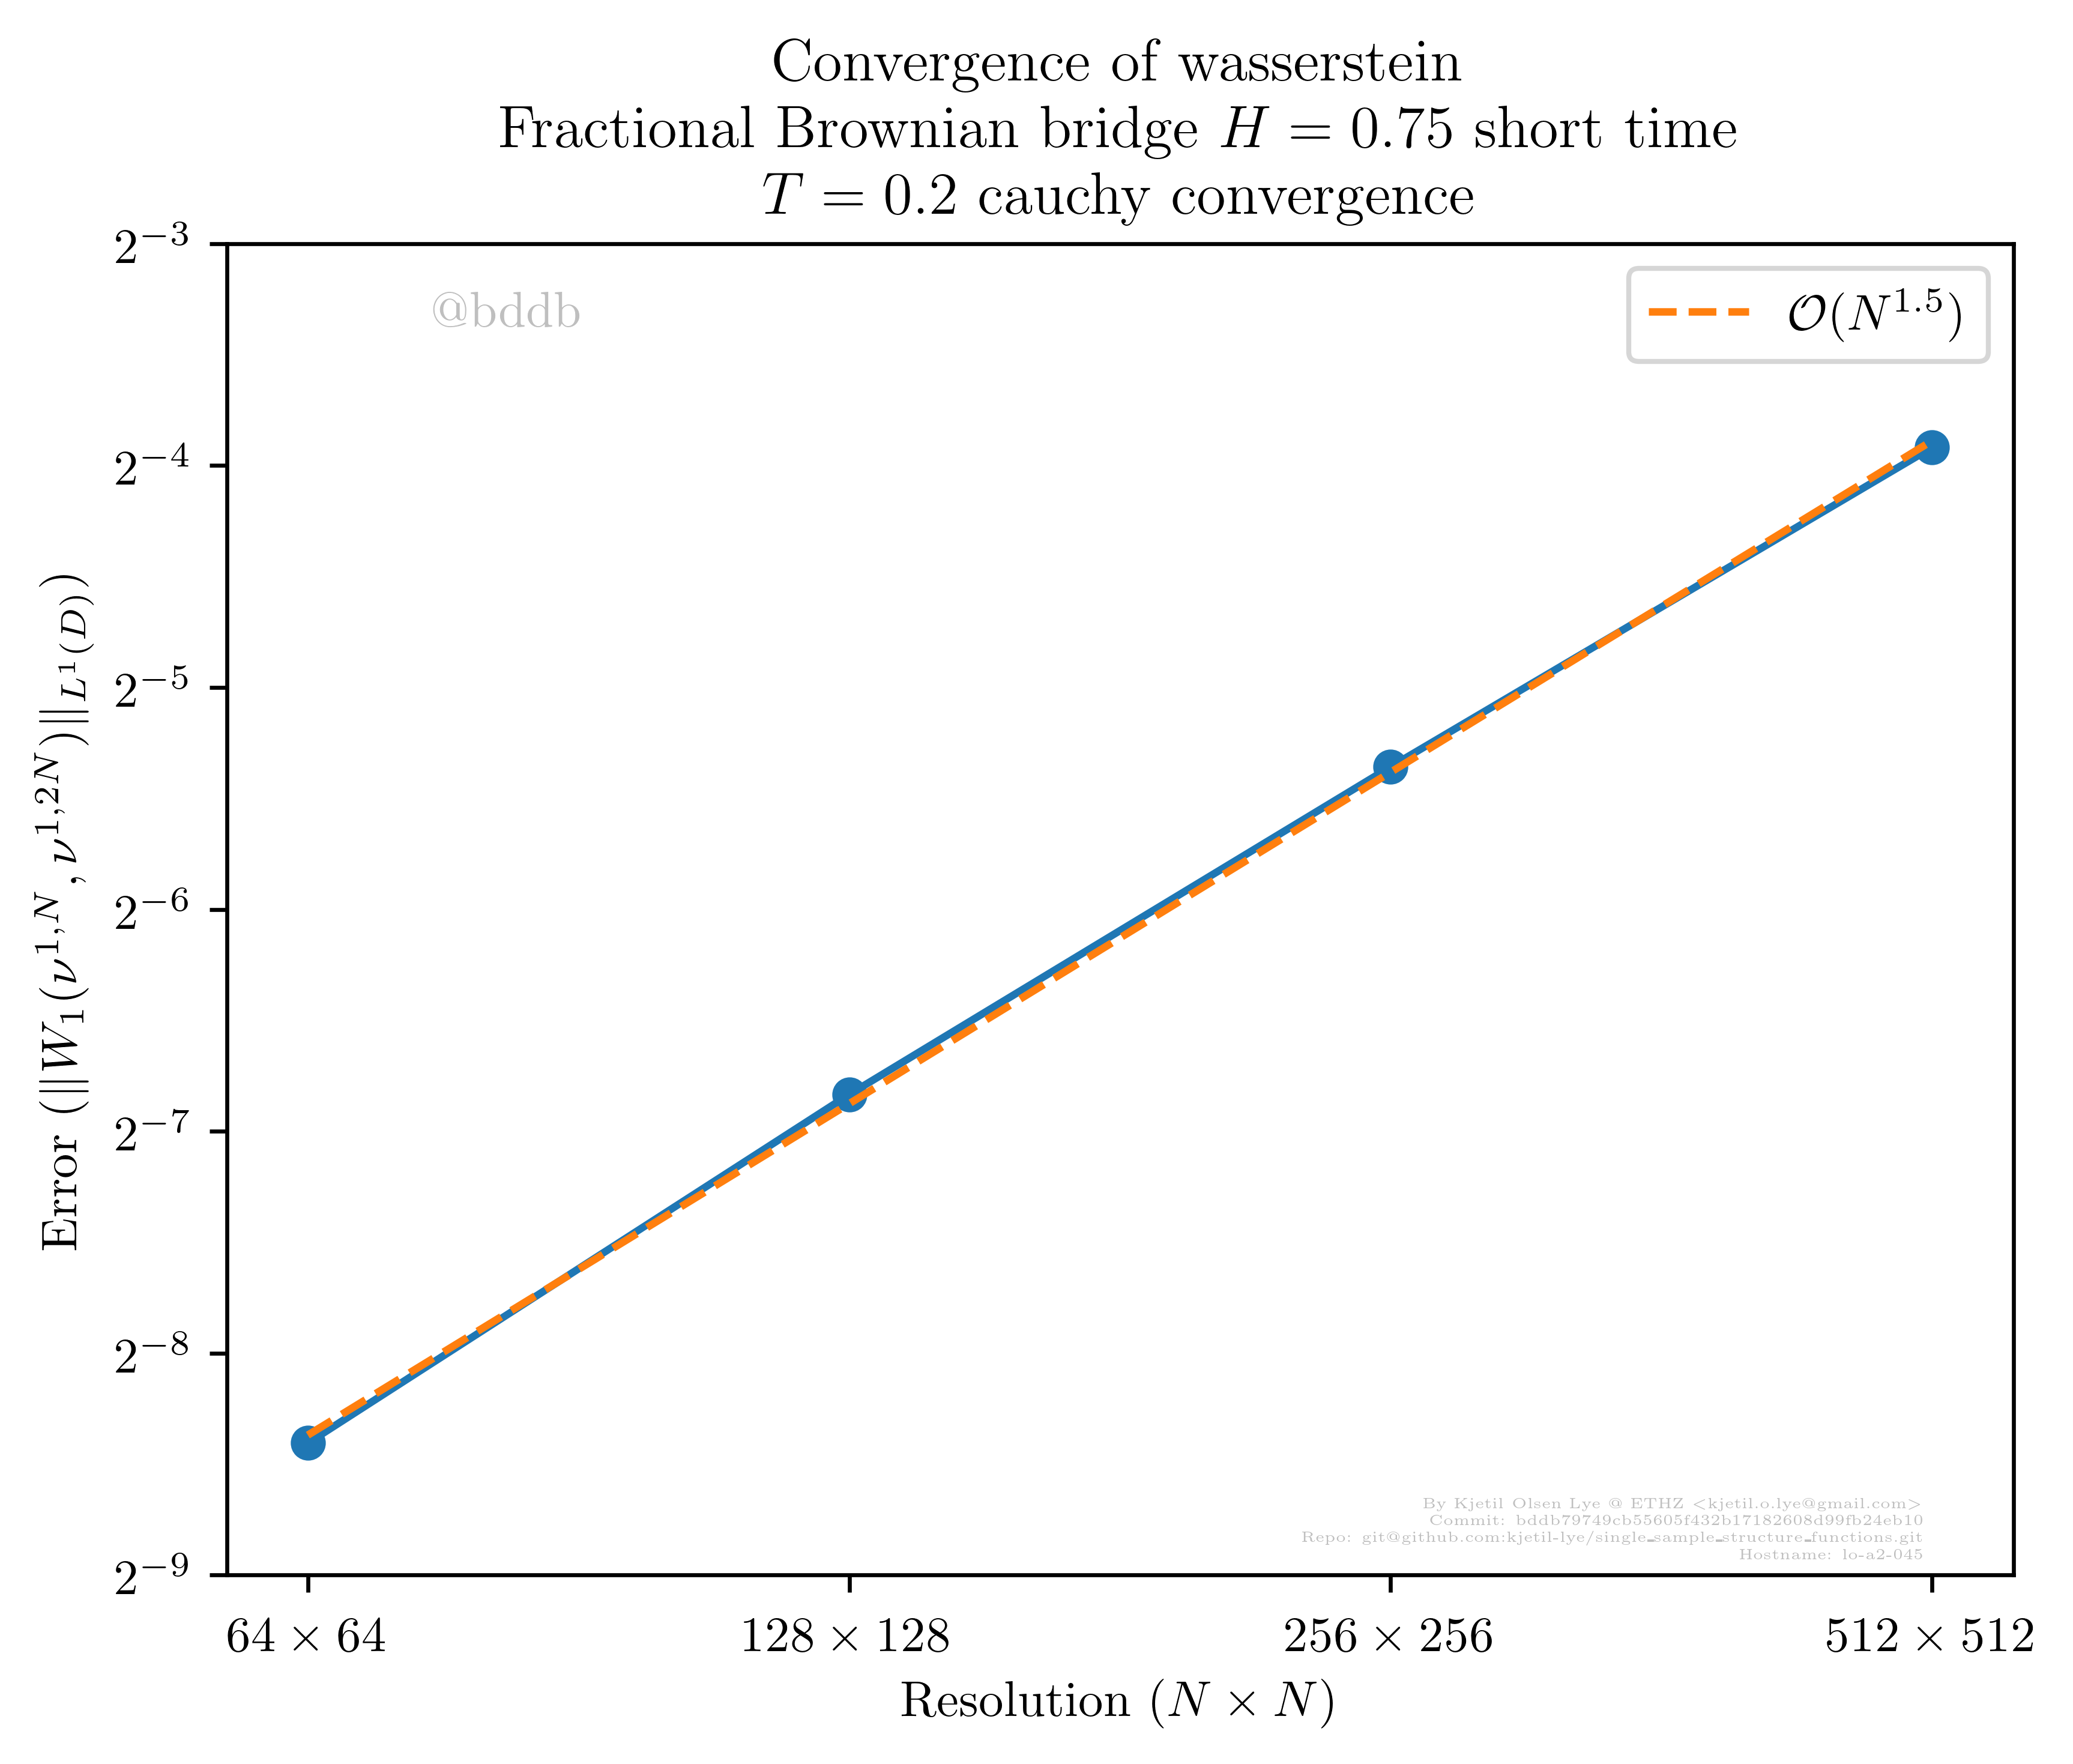 Convergence of wasserstein
Fractional Brownian bridge H = 0.75 short time
T = 0.2 cauchy convergence
2⁻³
@bddb
O(N^{1.5})
2⁻⁴
2⁻⁵
2⁻⁶
2⁻⁷
2⁻⁸
2⁻⁹
Error (||W₁(ν^{1,N}, ν^{1,2N})||_{L¹(D)})
By Kjetil Olsen Lye @ ETHZ <kjetil.o.lye@gmail.com>
Commit: bddb79749cb55605f432b17182608d99fb24eb10
Repo: git@github.com:kjetil-lye/single_sample_structure_functions.git
Hostname: lo-a2-045
64 × 64
128 × 128
256 × 256
512 × 512
Resolution (N × N)